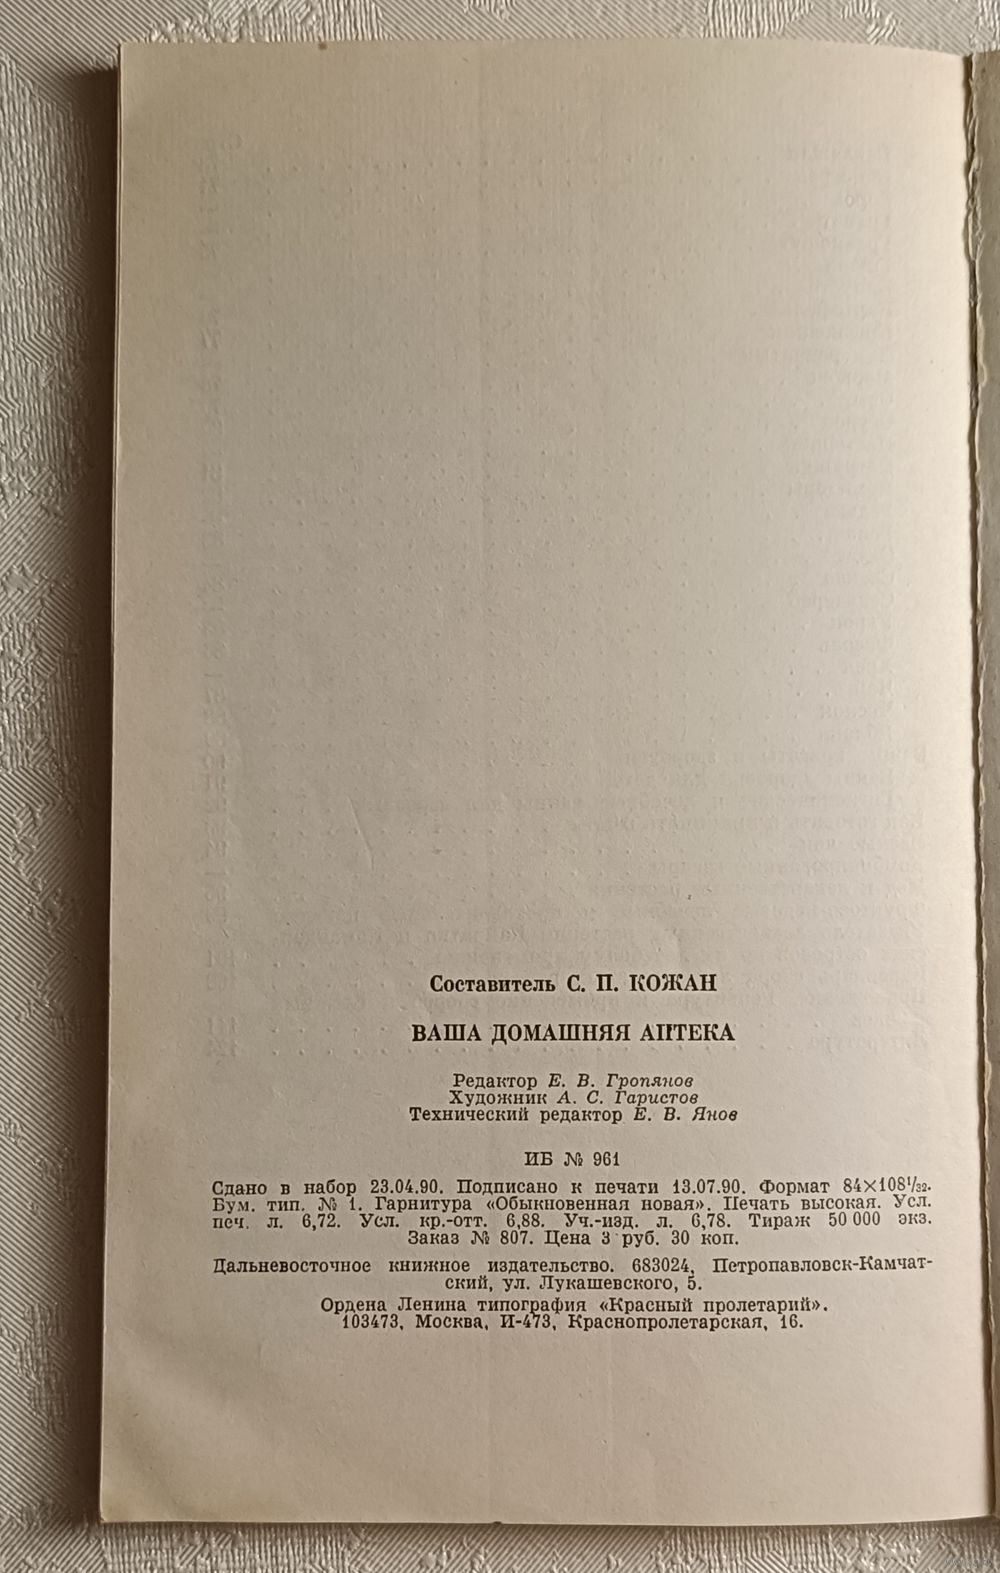 Составитель С. П. КОЖАН
ВАША ДОМАШНЯЯ АПТЕКА
Редактор Е. В. Гропянов
Художник А. С. Гаристов
Технический редактор Е. В. Янов
ИБ № 961
Сдано в набор 23.04.90. Подписано к печати 13.07.90. Формат 84×108¹/₃₂.
Бум. тип. № 1. Гарнитура «Обыкновенная новая». Печать высокая. Усл.
печ. л. 6,72. Усл. кр.-отт. 6,88. Уч.-изд. л. 6,78. Тираж 50 000 экз.
Заказ № 807. Цена 3 руб. 30 коп.
Дальневосточное книжное издательство. 683024, Петропавловск-Камчат-
ский, ул. Лукашевского, 5.
Ордена Ленина типография «Красный пролетарий».
103473, Москва, И-473, Краснопролетарская, 16.